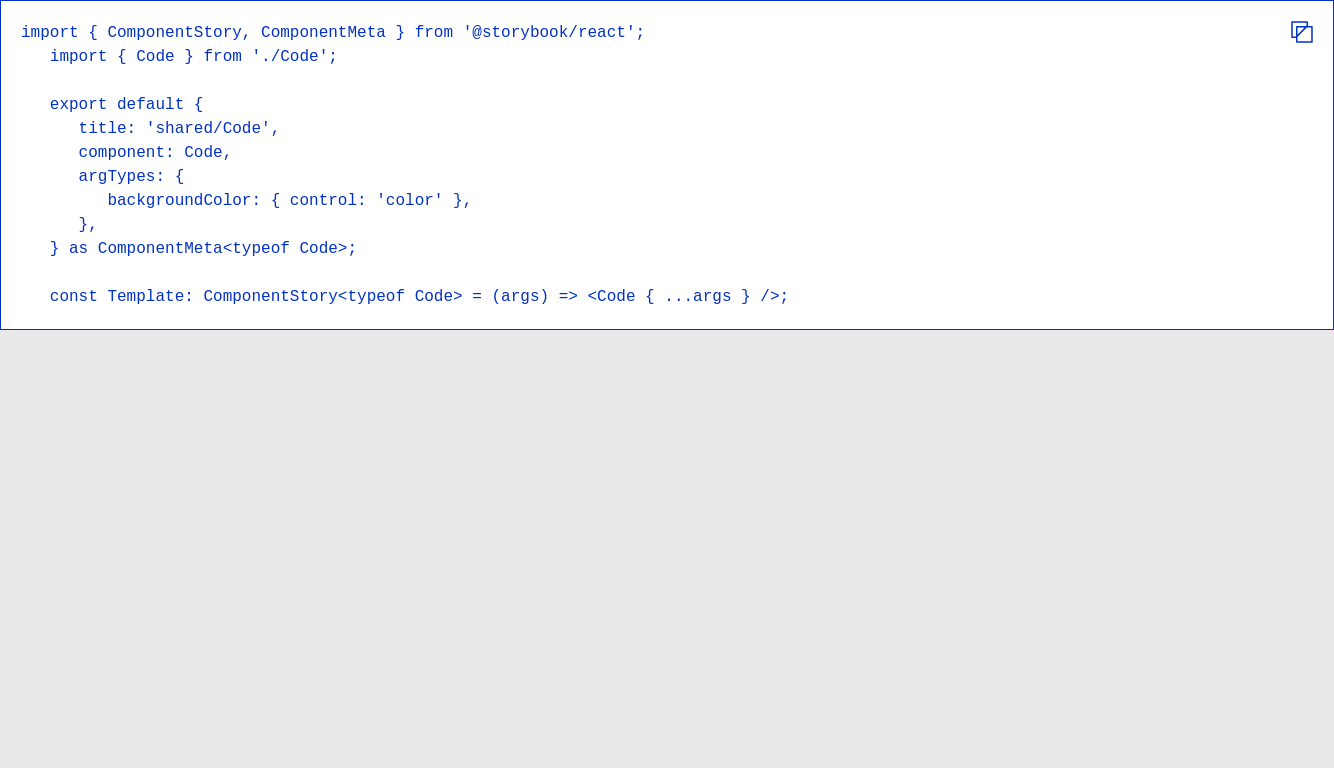 import { ComponentStory, ComponentMeta } from '@storybook/react';
   import { Code } from './Code';

   export default {
      title: 'shared/Code',
      component: Code,
      argTypes: {
         backgroundColor: { control: 'color' },
      },
   } as ComponentMeta<typeof Code>;

   const Template: ComponentStory<typeof Code> = (args) => <Code { ...args } />;